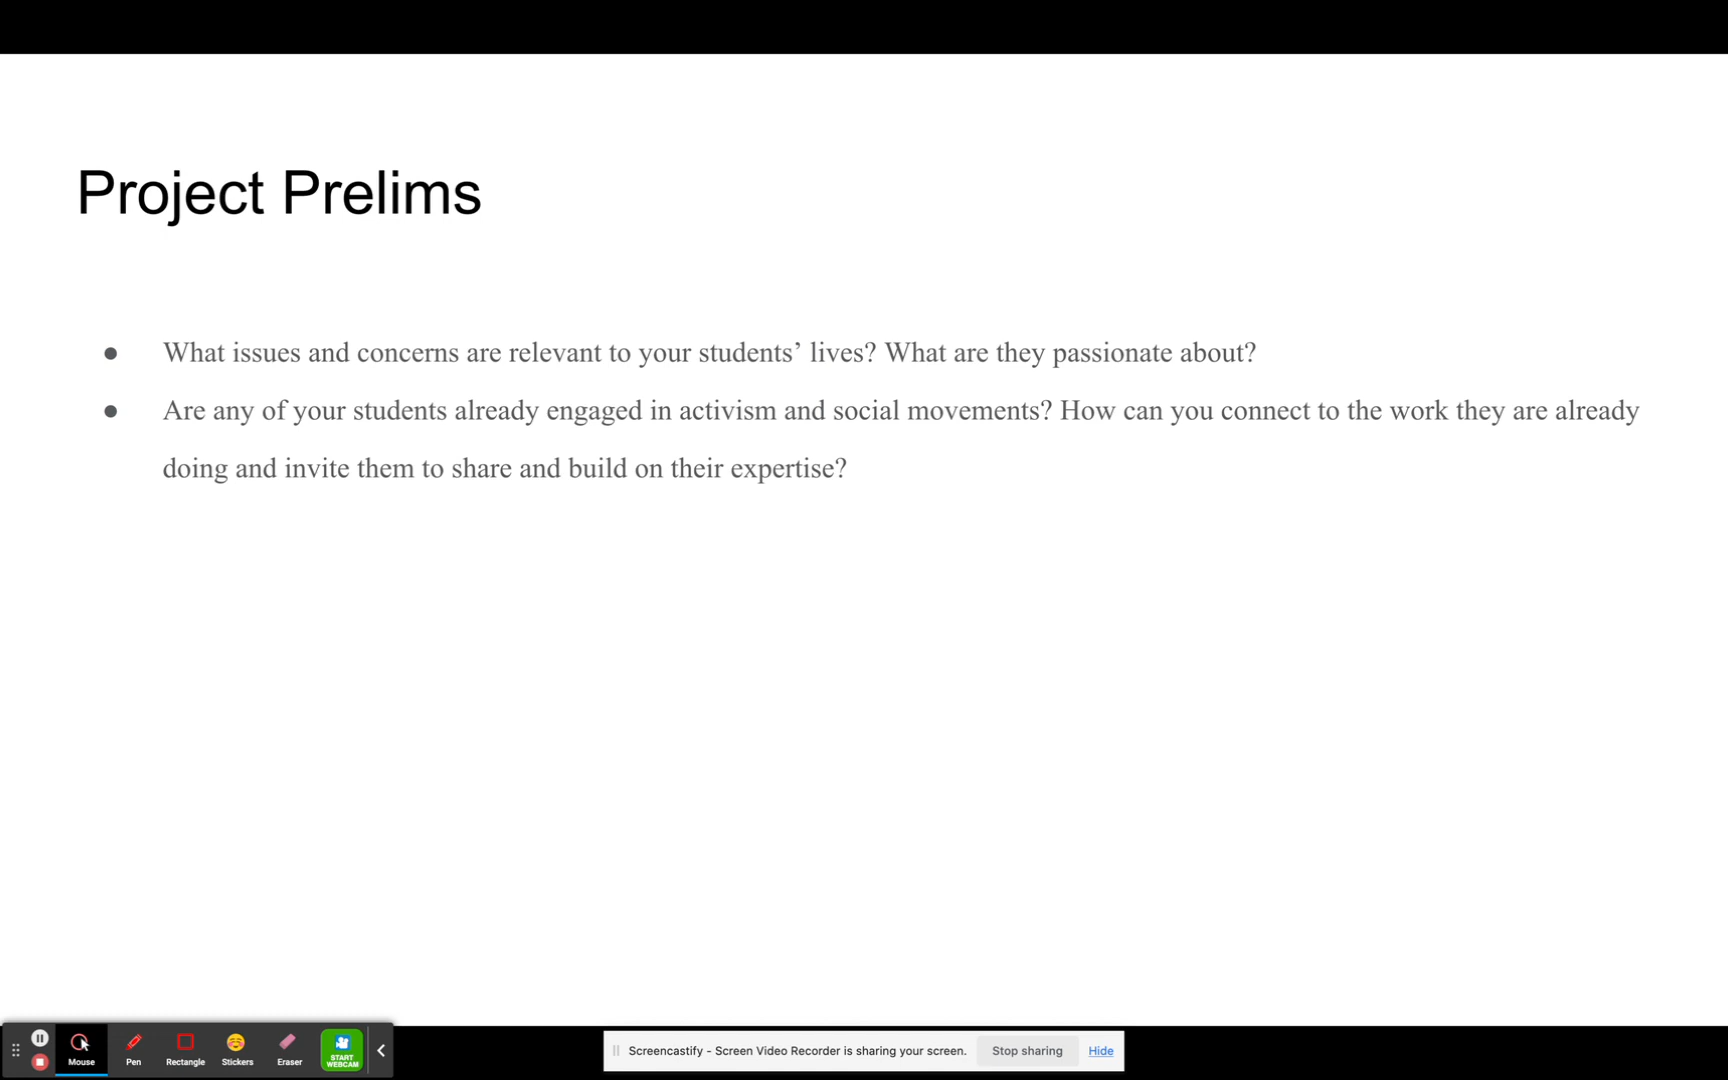 Project Prelims
● What issues and concerns are relevant to your students’ lives? What are they passionate about?
● Are any of your students already engaged in activism and social movements? How can you connect to the work they are already
doing and invite them to share and build on their expertise?
Mouse
Pen
Rectangle
Stickers
Eraser
START
WEBCAM
Screencastify - Screen Video Recorder is sharing your screen.
Stop sharing
Hide